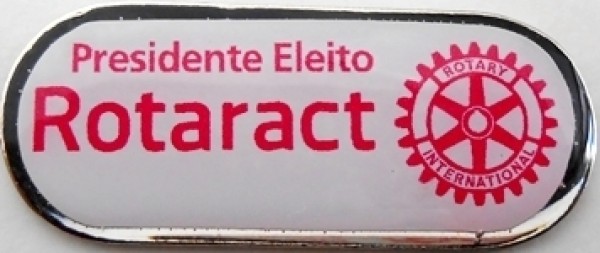 Presidente Eleito
Rotaract
ROTARY
INTERNATIONAL